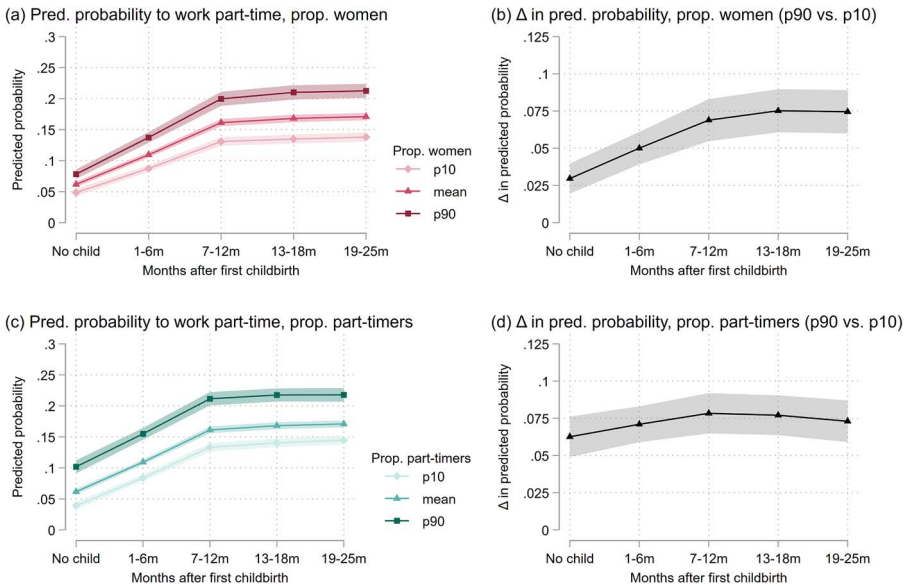 (a) Pred. probability to work part-time, prop. women
Predicted probability
.3
.25
.2
.15
.1
.05
0
No child
1-6m
7-12m
13-18m
19-25m
Months after first childbirth
Prop. women
p10
mean
p90
(b) Δ in pred. probability, prop. women (p90 vs. p10)
Δ in predicted probability
.125
.1
.075
.05
.025
0
No child
1-6m
7-12m
13-18m
19-25m
Months after first childbirth
(c) Pred. probability to work part-time, prop. part-timers
Predicted probability
.3
.25
.2
.15
.1
.05
0
No child
1-6m
7-12m
13-18m
19-25m
Months after first childbirth
Prop. part-timers
p10
mean
p90
(d) Δ in pred. probability, prop. part-timers (p90 vs. p10)
Δ in predicted probability
.125
.1
.075
.05
.025
0
No child
1-6m
7-12m
13-18m
19-25m
Months after first childbirth